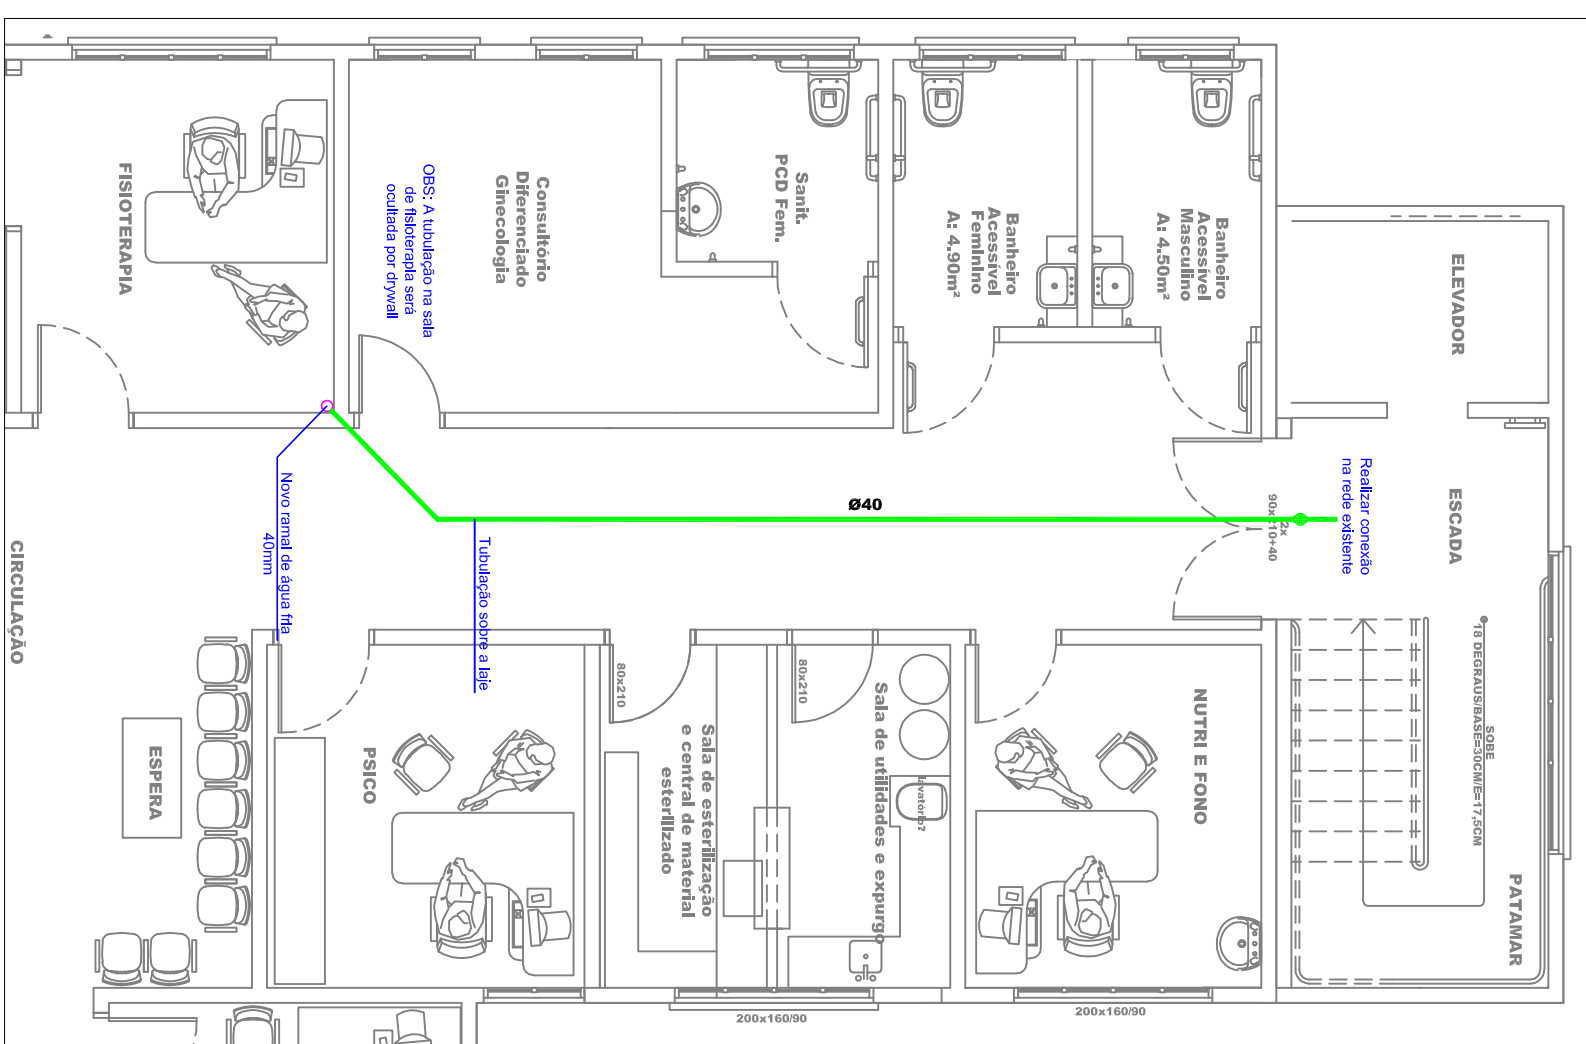 FISIOTERAPIA
OBS: A tubulação na sala
de fisioterapia será
ocultada por drywall
Consultório
Diferenciado
Ginecologia
Sanit.
PCD Fem.
Banheiro
Acessível
Feminino
A: 4.90m²
Banheiro
Acessível
Masculino
A: 4.50m²
ELEVADOR
Ø40
2x
90x210+40
Realizar conexão
na rede existente
ESCADA
CIRCULAÇÃO
Novo ramal de água fria
40mm
Tubulação sobre a laje
ESPERA
PSICO
80x210
Sala de esterilização
e central de material
esterilizado
80x210
Sala de utilidades e expurgo
lavatório?
NUTRI E FONO
SOBE
18 DEGRAUS/BASE=30CM/E=17,5CM
PATAMAR
200x160/90
200x160/90